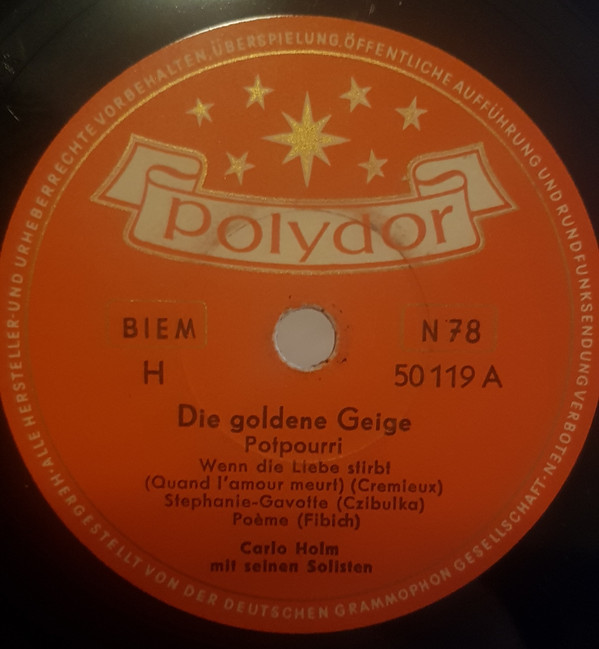 ALLE HERSTELLER-UND URHEBERRECHTE VORBEHALTEN, ÜBERSPIELUNG, ÖFFENTLICHE AUFFÜHRUNG UND RUNDFUNKSENDUNG VERBOTEN.
polydor
BIEM N 78
H 50119 A
Die goldene Geige
Potpourri
Wenn die Liebe stirbt
(Quand l'amour meurt) (Cremieux)
Stephanie-Gavotte (Czibulka)
Poème (Fibich)
Carlo Holm
mit seinen Solisten
HERGESTELLT VON DER DEUTSCHEN GRAMMOPHON GESELLSCHAFT